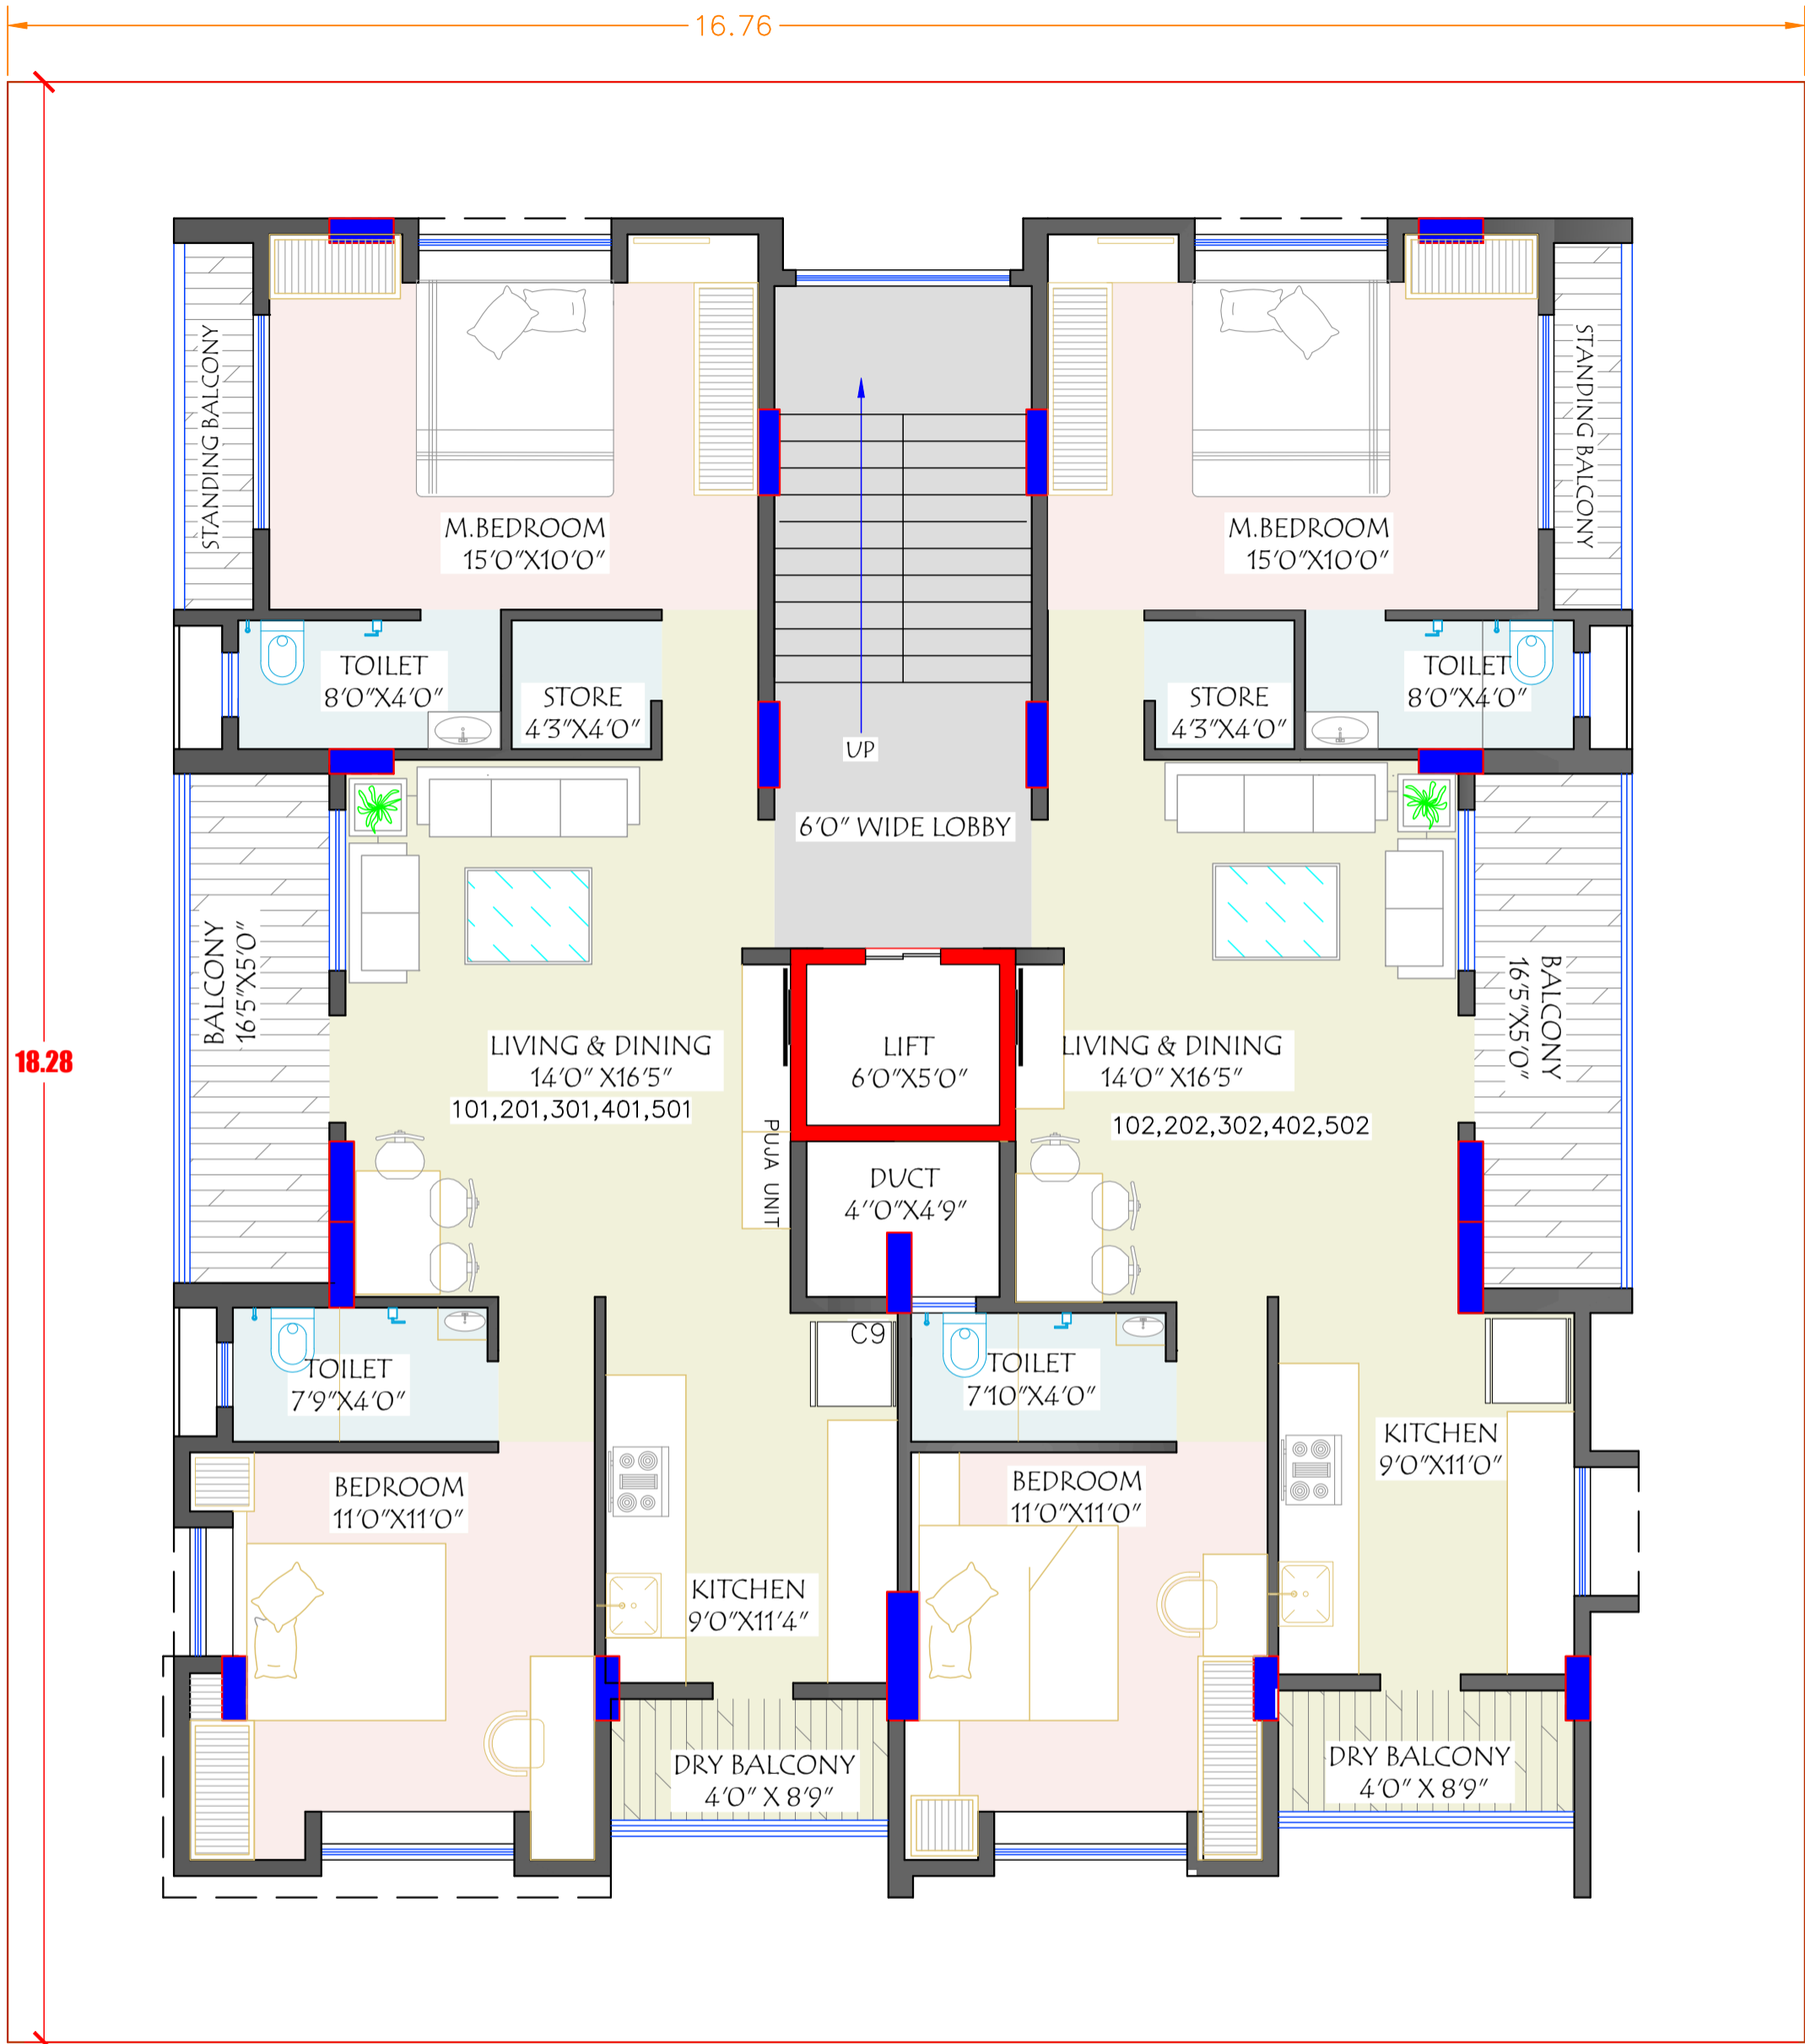 16.76
18.28
STANDING BALCONY
M.BEDROOM
15'0"X10'0"
M.BEDROOM
15'0"X10'0"
STANDING BALCONY
TOILET
8'0"X4'0"
STORE
4'3"X4'0"
UP
STORE
4'3"X4'0"
TOILET
8'0"X4'0"
6'0" WIDE LOBBY
BALCONY
16'5"X5'0"
LIVING & DINING
14'0" X16'5"
101,201,301,401,501
LIFT
6'0"X5'0"
LIVING & DINING
14'0" X16'5"
102,202,302,402,502
BALCONY
16'5"X5'0"
PUJA UNIT
DUCT
4''0"X4'9"
C9
TOILET
7'9"X4'0"
TOILET
7'10"X4'0"
KITCHEN
9'0"X11'0"
BEDROOM
11'0"X11'0"
BEDROOM
11'0"X11'0"
KITCHEN
9'0"X11'4"
DRY BALCONY
4'0" X 8'9"
DRY BALCONY
4'0" X 8'9"